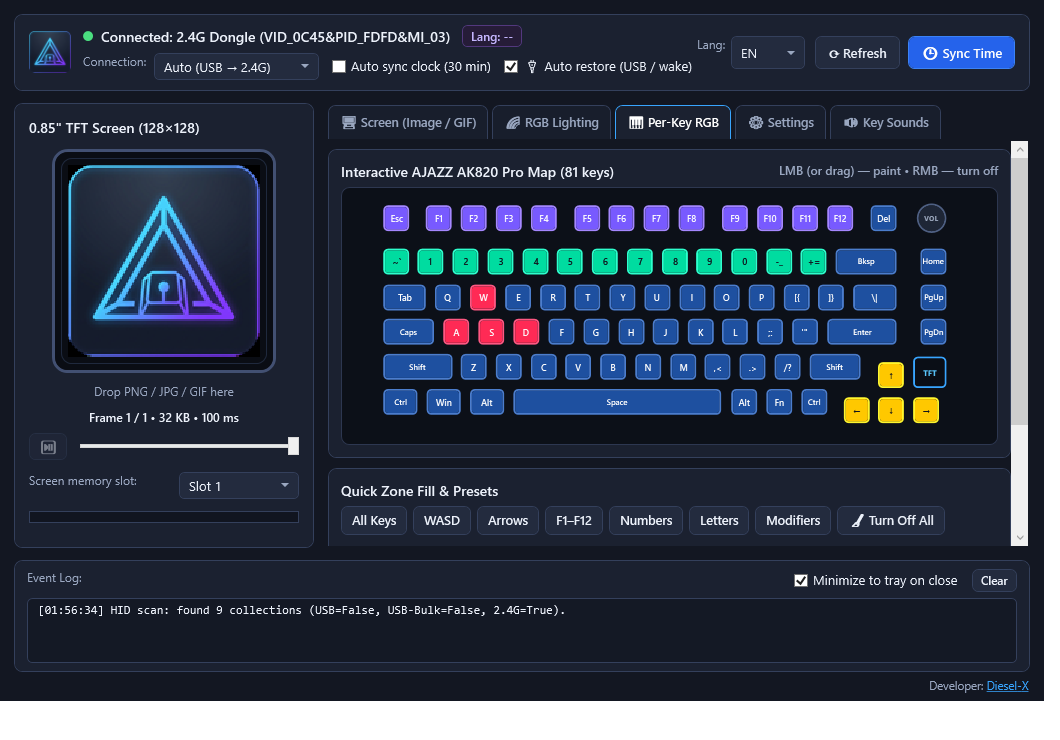 Connected: 2.4G Dongle (VID_0C45&PID_FDFD&MI_03) Lang: --
Connection: Auto (USB → 2.4G) Auto sync clock (30 min) Auto restore (USB / wake)
Lang: EN Refresh Sync Time
0.85" TFT Screen (128×128)
Drop PNG / JPG / GIF here
Frame 1 / 1 • 32 KB • 100 ms
Screen memory slot: Slot 1
Screen (Image / GIF) RGB Lighting Per-Key RGB Settings Key Sounds
Interactive AJAZZ AK820 Pro Map (81 keys) LMB (or drag) — paint • RMB — turn off
Esc F1 F2 F3 F4 F5 F6 F7 F8 F9 F10 F11 F12 Del VOL
~` 1 2 3 4 5 6 7 8 9 0 -_ += Bksp Home
Tab Q W E R T Y U I O P [{ ]} \| PgUp
Caps A S D F G H J K L ;: '" Enter PgDn
Shift Z X C V B N M ,< .> /? Shift ↑ TFT
Ctrl Win Alt Space Alt Fn Ctrl ← ↓ →
Quick Zone Fill & Presets
All Keys WASD Arrows F1–F12 Numbers Letters Modifiers Turn Off All
Event Log: Minimize to tray on close Clear
[01:56:34] HID scan: found 9 collections (USB=False, USB-Bulk=False, 2.4G=True).
Developer: Diesel-X